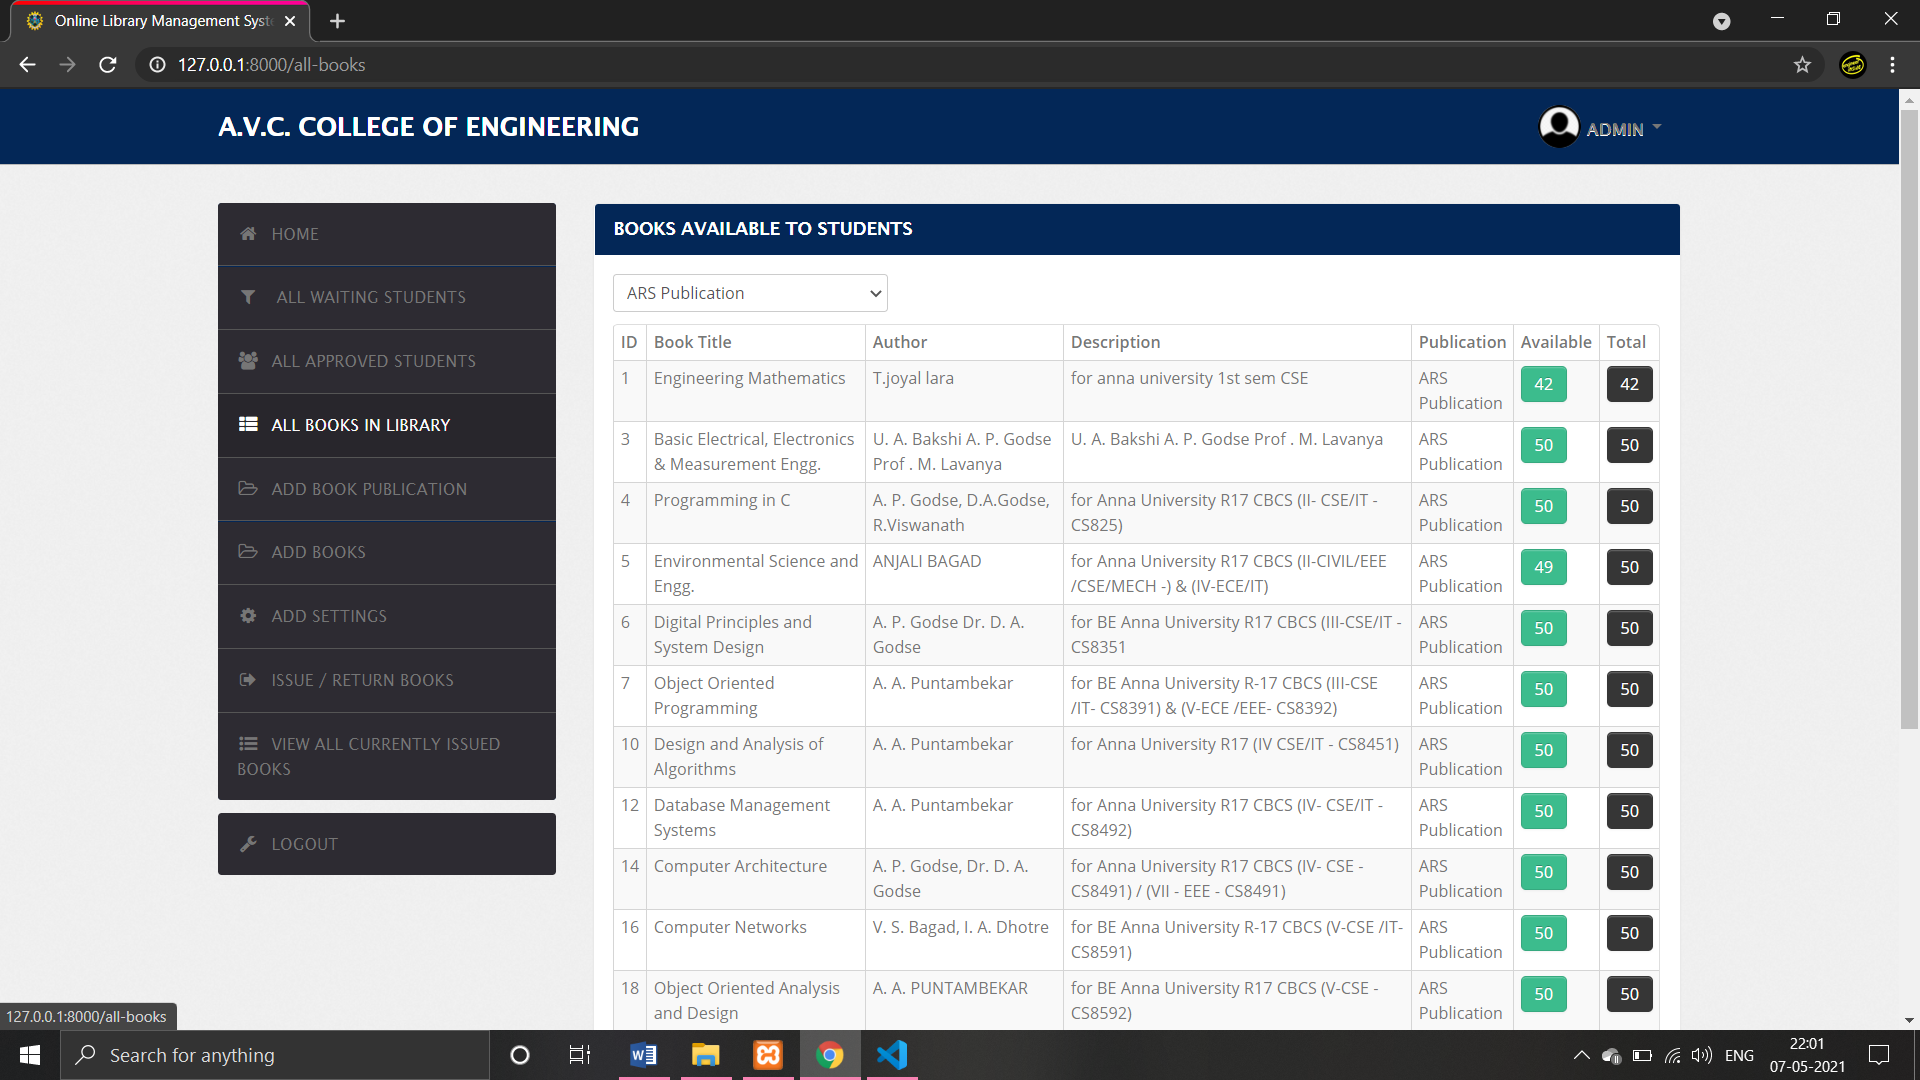 Online Library Management Syst
127.0.0.1:8000/all-books
A.V.C. COLLEGE OF ENGINEERING
ADMIN
HOME
ALL WAITING STUDENTS
ALL APPROVED STUDENTS
ALL BOOKS IN LIBRARY
ADD BOOK PUBLICATION
ADD BOOKS
ADD SETTINGS
ISSUE / RETURN BOOKS
VIEW ALL CURRENTLY ISSUED
BOOKS
LOGOUT
BOOKS AVAILABLE TO STUDENTS
ARS Publication
ID Book Title Author Description Publication Available Total
1 Engineering Mathematics T.joyal lara for anna university 1st sem CSE ARS 42 42
Publication
3 Basic Electrical, Electronics U. A. Bakshi A. P. Godse U. A. Bakshi A. P. Godse Prof . M. Lavanya ARS 50 50
& Measurement Engg. Prof . M. Lavanya Publication
4 Programming in C A. P. Godse, D.A.Godse, for Anna University R17 CBCS (II- CSE/IT - ARS 50 50
R.Viswanath CS825) Publication
5 Environmental Science and ANJALI BAGAD for Anna University R17 CBCS (II-CIVIL/EEE ARS 49 50
Engg. /CSE/MECH -) & (IV-ECE/IT) Publication
6 Digital Principles and A. P. Godse Dr. D. A. for BE Anna University R17 CBCS (III-CSE/IT - ARS 50 50
System Design Godse CS8351 Publication
7 Object Oriented A. A. Puntambekar for BE Anna University R-17 CBCS (III-CSE ARS 50 50
Programming /IT- CS8391) & (V-ECE /EEE- CS8392) Publication
10 Design and Analysis of A. A. Puntambekar for Anna University R17 (IV CSE/IT - CS8451) ARS 50 50
Algorithms Publication
12 Database Management A. A. Puntambekar for Anna University R17 CBCS (IV- CSE/IT - ARS 50 50
Systems CS8492) Publication
14 Computer Architecture A. P. Godse, Dr. D. A. for Anna University R17 CBCS (IV- CSE - ARS 50 50
Godse CS8491) / (VII - EEE - CS8491) Publication
16 Computer Networks V. S. Bagad, I. A. Dhotre for BE Anna University R-17 CBCS (V-CSE /IT- ARS 50 50
CS8591) Publication
18 Object Oriented Analysis A. A. PUNTAMBEKAR for BE Anna University R17 CBCS (V-CSE - ARS 50 50
and Design CS8592) Publication
127.0.0.1:8000/all-books
Search for anything
ENG
22:01
07-05-2021